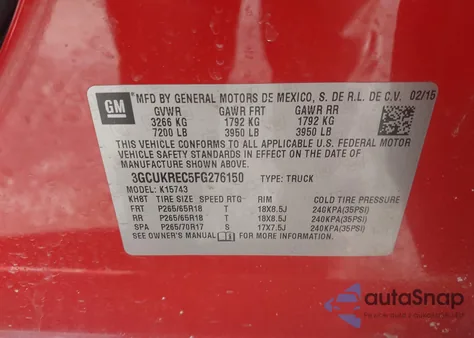 GM
MFD BY GENERAL MOTORS DE MEXICO, S. DE R.L. DE C.V. 02/15
GVWR GAWR FRT GAWR RR
3266 KG 1792 KG 1792 KG
7200 LB 3950 LB 3950 LB
THIS VEHICLE CONFORMS TO ALL APPLICABLE U.S. FEDERAL MOTOR
VEHICLE SAFETY AND THEFT PREVENTION STANDARDS IN EFFECT ON THE DATE OF
MANUFACTURE SHOWN ABOVE.
3GCUKREC5FG276150 TYPE: TRUCK
MODEL: K15743
KH8T TIRE SIZE SPEED RTG RIM COLD TIRE PRESSURE
FRT P265/65R18 T 18X8.5J 240KPA(35PSI)
RR P265/65R18 T 18X8.5J 240KPA(35PSI)
SPA P265/70R17 S 17X7.5J 240KPA(35PSI)
SEE OWNER'S MANUAL FOR MORE INFORMATION
autoSnap